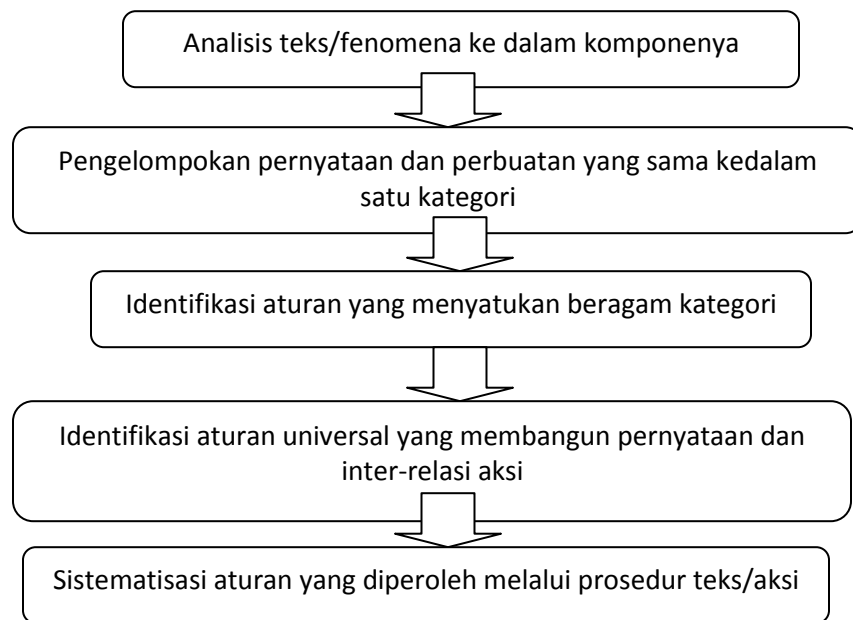 Analisis teks/fenomena ke dalam komponenya
Pengelompokan pernyataan dan perbuatan yang sama kedalam
satu kategori
Identifikasi aturan yang menyatukan beragam kategori
Identifikasi aturan universal yang membangun pernyataan dan
inter-relasi aksi
Sistematisasi aturan yang diperoleh melalui prosedur teks/aksi